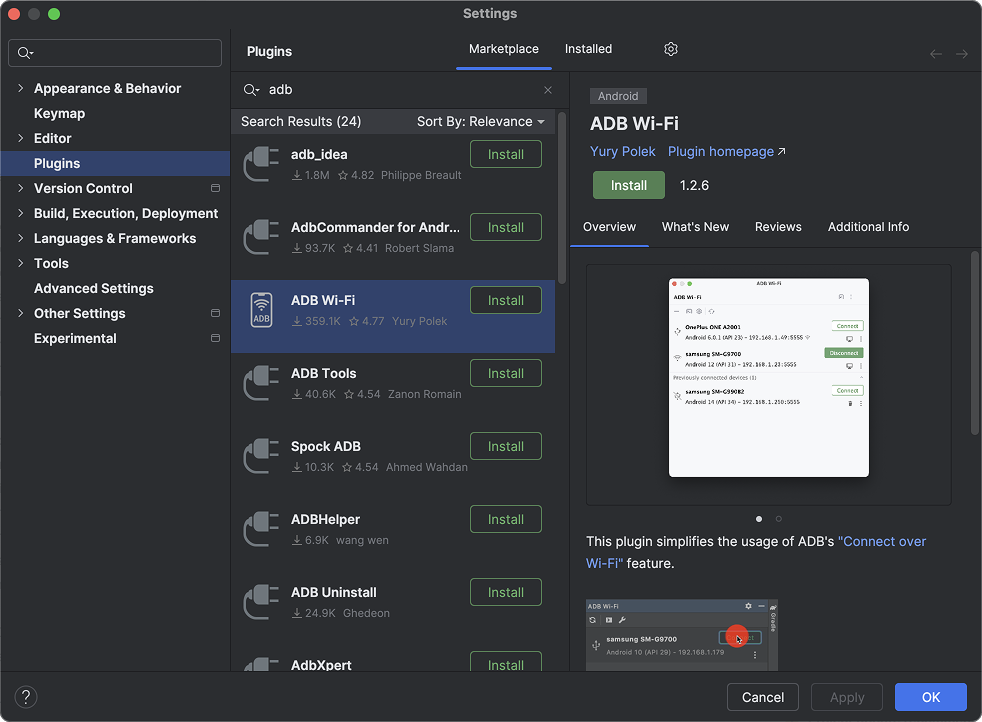 Settings
Appearance & Behavior
Keymap
Editor
Plugins
Version Control
Build, Execution, Deployment
Languages & Frameworks
Tools
Advanced Settings
Other Settings
Experimental
Plugins
Marketplace
Installed
adb
Search Results (24)
Sort By: Relevance
adb_idea
Install
1.8M 4.82 Philippe Breault
AdbCommander for Andr...
Install
93.7K 4.41 Robert Slama
ADB
ADB Wi-Fi
Install
359.1K 4.77 Yury Polek
ADB Tools
Install
40.6K 4.54 Zanon Romain
Spock ADB
Install
10.3K 4.54 Ahmed Wahdan
ADBHelper
Install
6.9K wang wen
ADB Uninstall
Install
24.9K Ghedeon
AdbXpert
Install
Android
ADB Wi-Fi
Yury Polek Plugin homepage
Install 1.2.6
Overview What's New Reviews Additional Info
ADB Wi-Fi
ADB Wi-Fi
OnePlus ONE A2001
Connect
Android 6.0.1 (API 23) - 192.168.1.49:5555
samsung SM-G9700
Disconnect
Android 12 (API 31) - 192.168.1.23:5555
Previously connected devices (1)
samsung SM-G990B2
Connect
Android 14 (API 34) - 192.168.1.250:5555
This plugin simplifies the usage of ADB's "Connect over
Wi-Fi" feature.
ADB Wi-Fi
Gradle
samsung SM-G9700
Android 10 (API 29) - 192.168.1.179
?
Cancel
Apply
OK